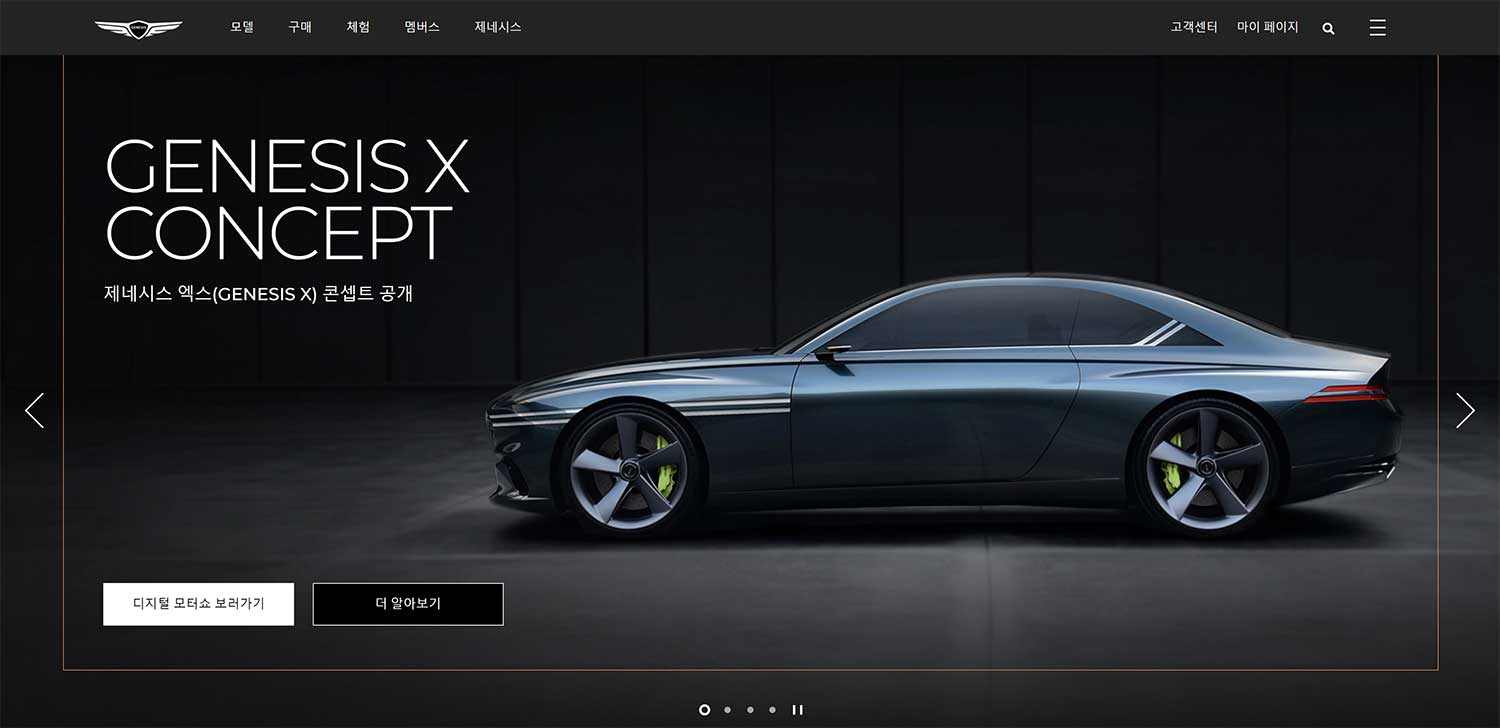 GENESIS
모델
구매
체험
멤버스
제네시스
고객센터
마이 페이지
GENESIS X
CONCEPT
제네시스 엑스(GENESIS X) 콘셉트 공개
디지털 모터쇼 보러가기
더 알아보기